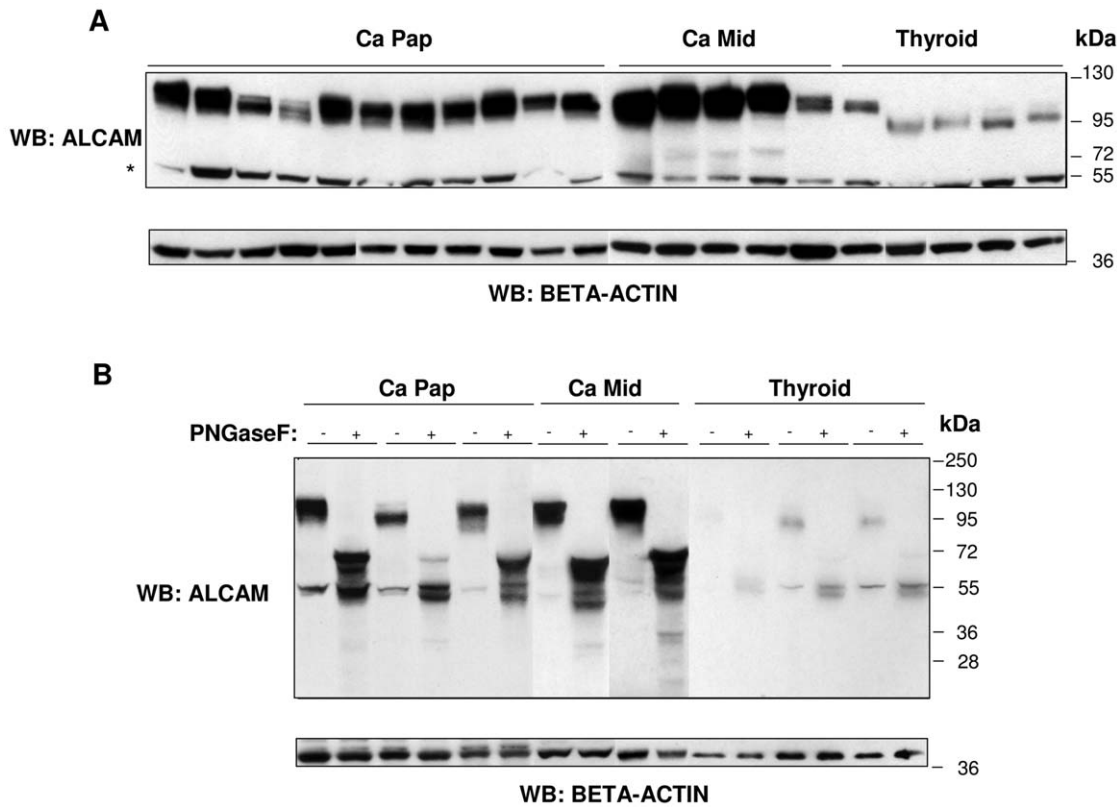 A
Ca Pap Ca Mid Thyroid kDa
130
WB: ALCAM 95
* 72
55
36
WB: BETA-ACTIN
B
Ca Pap Ca Mid Thyroid
PNGaseF: - + - + - + - + - + - + - + - + kDa
250
130
95
72
WB: ALCAM 55
36
28
36
WB: BETA-ACTIN